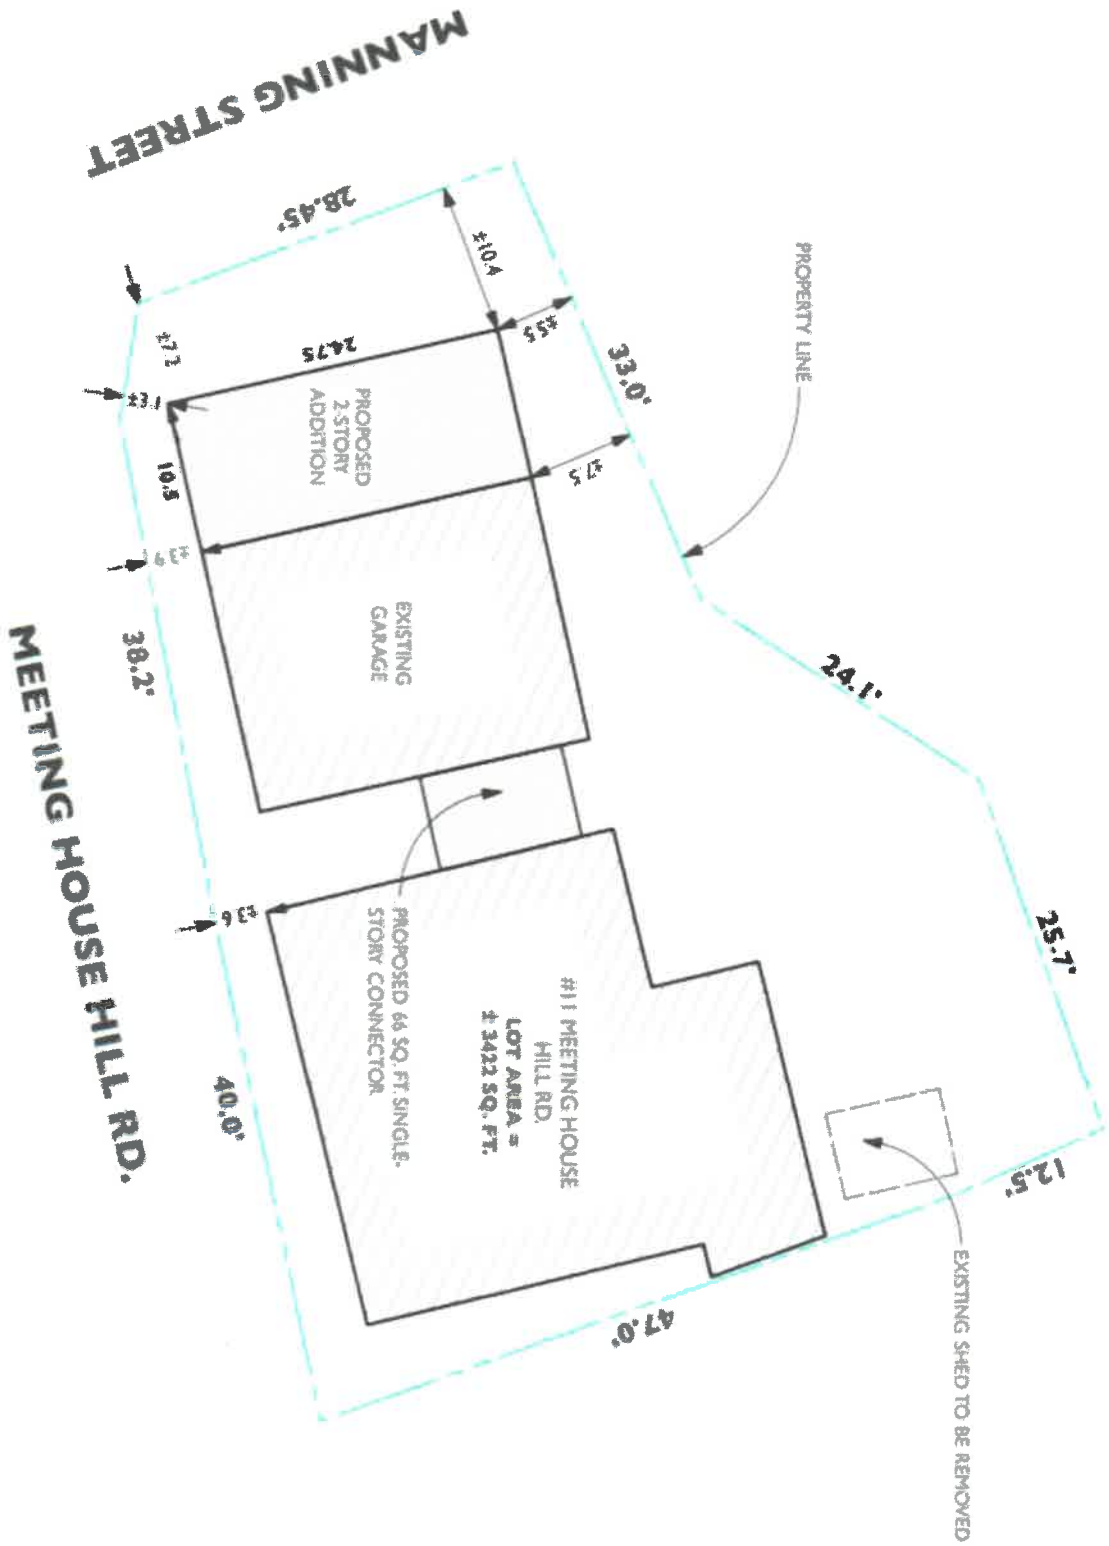 MANNING STREET
28.45'
±10.4
±5.5
33.0'
PROPERTY LINE
±7.2
24.75
PROPOSED
2-STORY
ADDITION
±7.5
10.5
±3.9
EXISTING
GARAGE
38.2'
24.1'
MEETING HOUSE HILL RD.
±3.6
PROPOSED 66 SQ. FT. SINGLE-
STORY CONNECTOR
#11 MEETING HOUSE
HILL RD.
LOT AREA =
± 3422 SQ. FT.
25.7'
40.0'
12.5'
47.0'
EXISTING SHED TO BE REMOVED